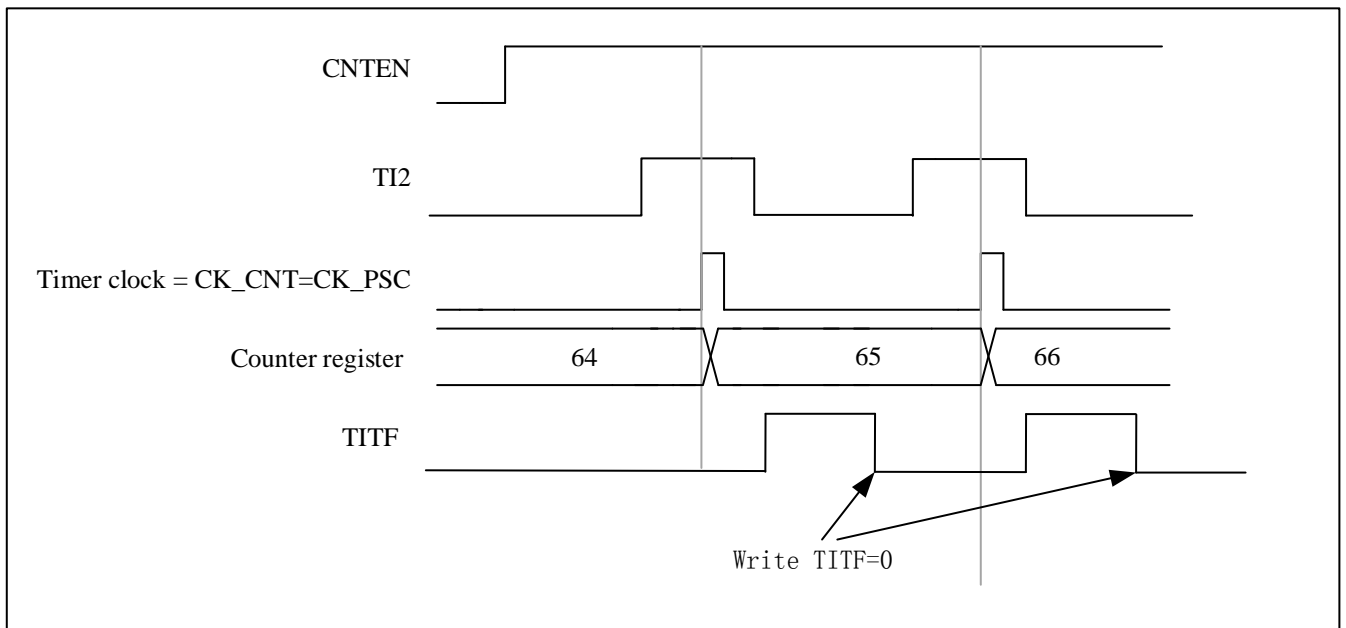 CNTEN
TI2
Timer clock = CK_CNT=CK_PSC
Counter register
64
65
66
TITF
Write TITF=0